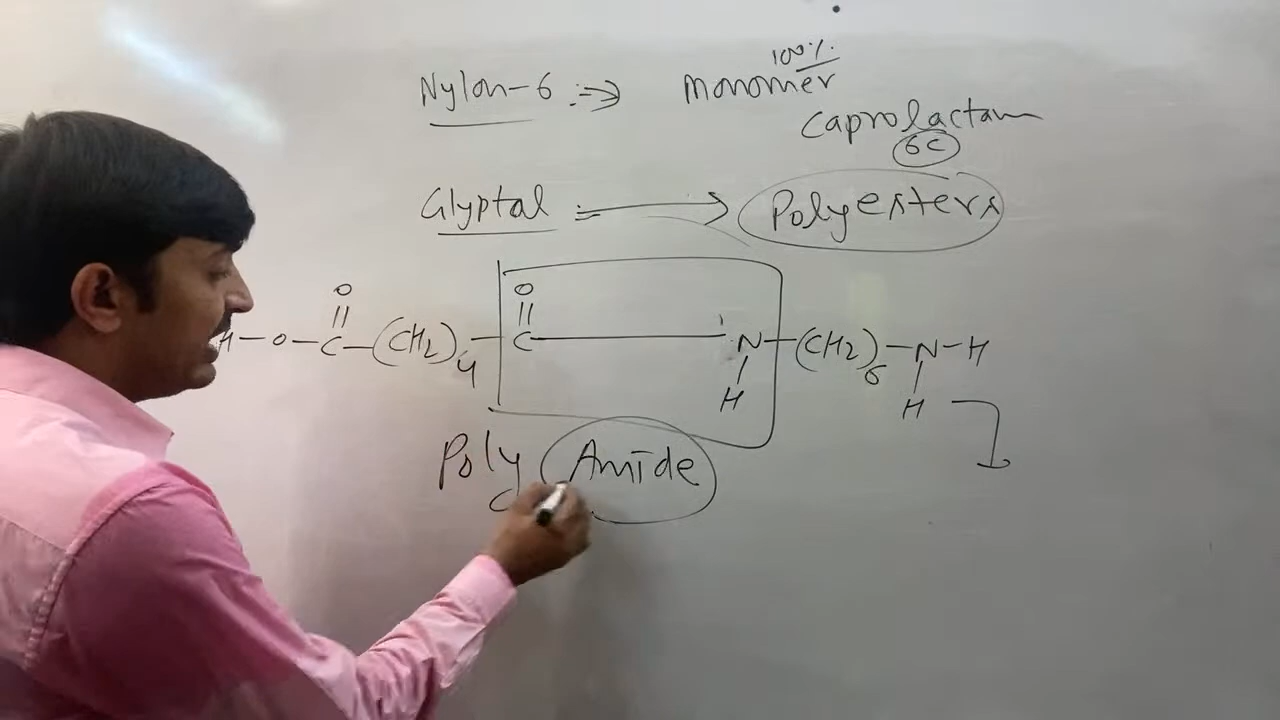 Nylon-6 :⇒ monomer 100%
Caprolactam
6C
Glyptal ⟹ Polyesters
O O
|| ||
H-O-C-(CH2)4-C-N-(CH2)6-N-H
H H
Poly Amide